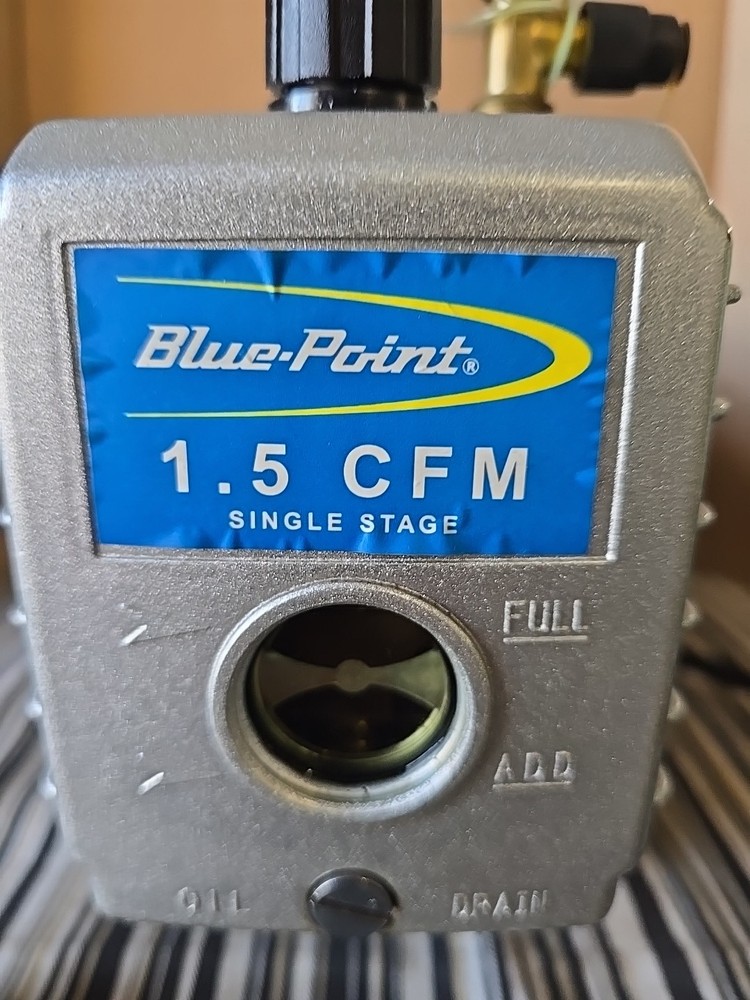 Blue-Point®
1.5 CFM
SINGLE STAGE
FULL
ADD
OIL DRAIN